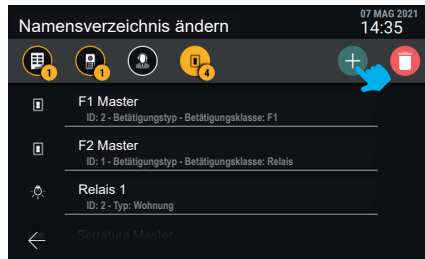 Namensverzeichnis ändern
07 MAG 2021
14:35
1
1
4
F1 Master
ID: 2 - Betätigungstyp - Betätigungsklasse: F1
F2 Master
ID: 1 - Betätigungstyp - Betätigungsklasse: Relais
Relais 1
ID: 2 - Typ: Wohnung
Serratura Master